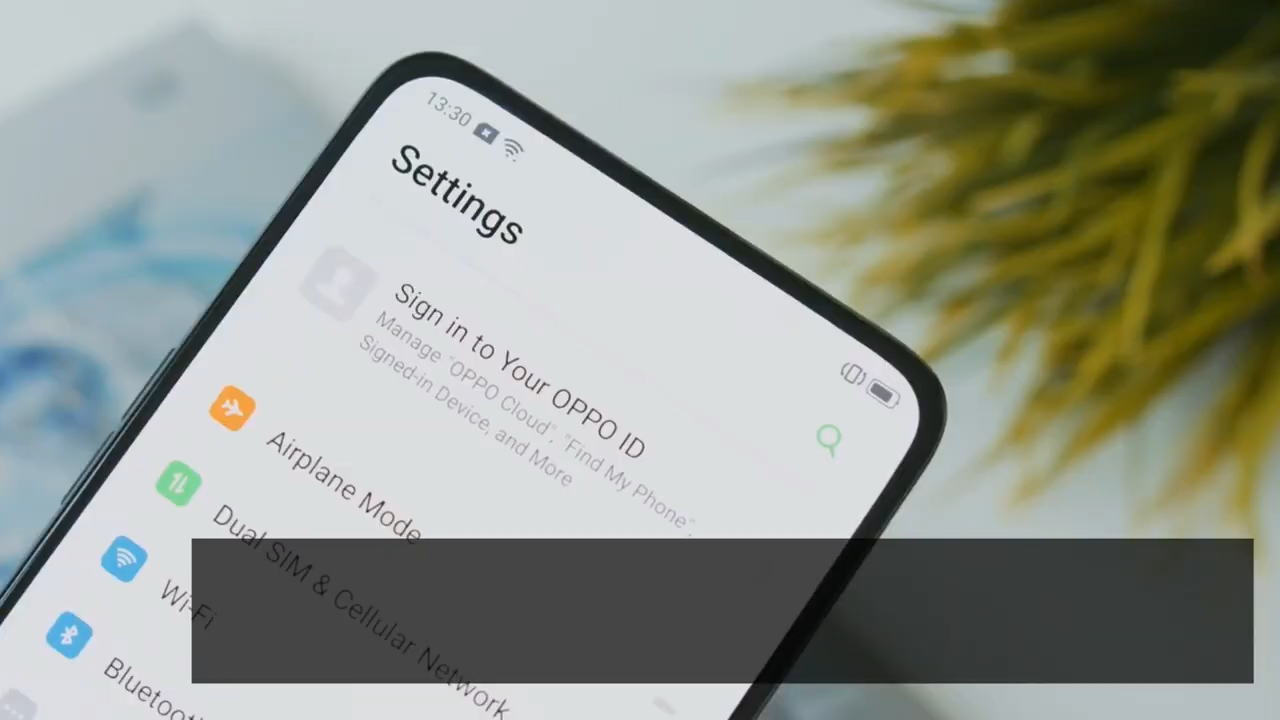 13:30
Settings
Sign in to Your OPPO ID
Manage "OPPO Cloud", "Find My Phone",
Signed-in Device, and More
Airplane Mode
Dual SIM & Cellular Network
Wi-Fi